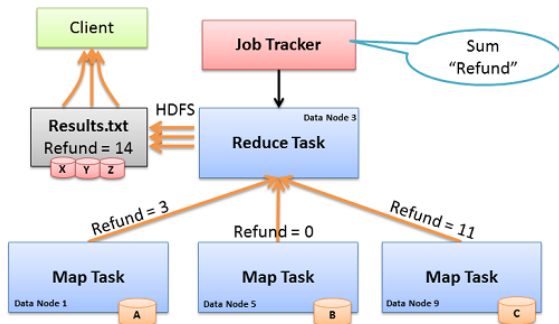 Client
Job Tracker
Sum
“Refund”
HDFS
Results.txt
Refund = 14
X Y Z
Data Node 3
Reduce Task
Refund = 3
Refund = 0
Refund = 11
Map Task
Data Node 1
A
Map Task
Data Node 5
B
Map Task
Data Node 9
C